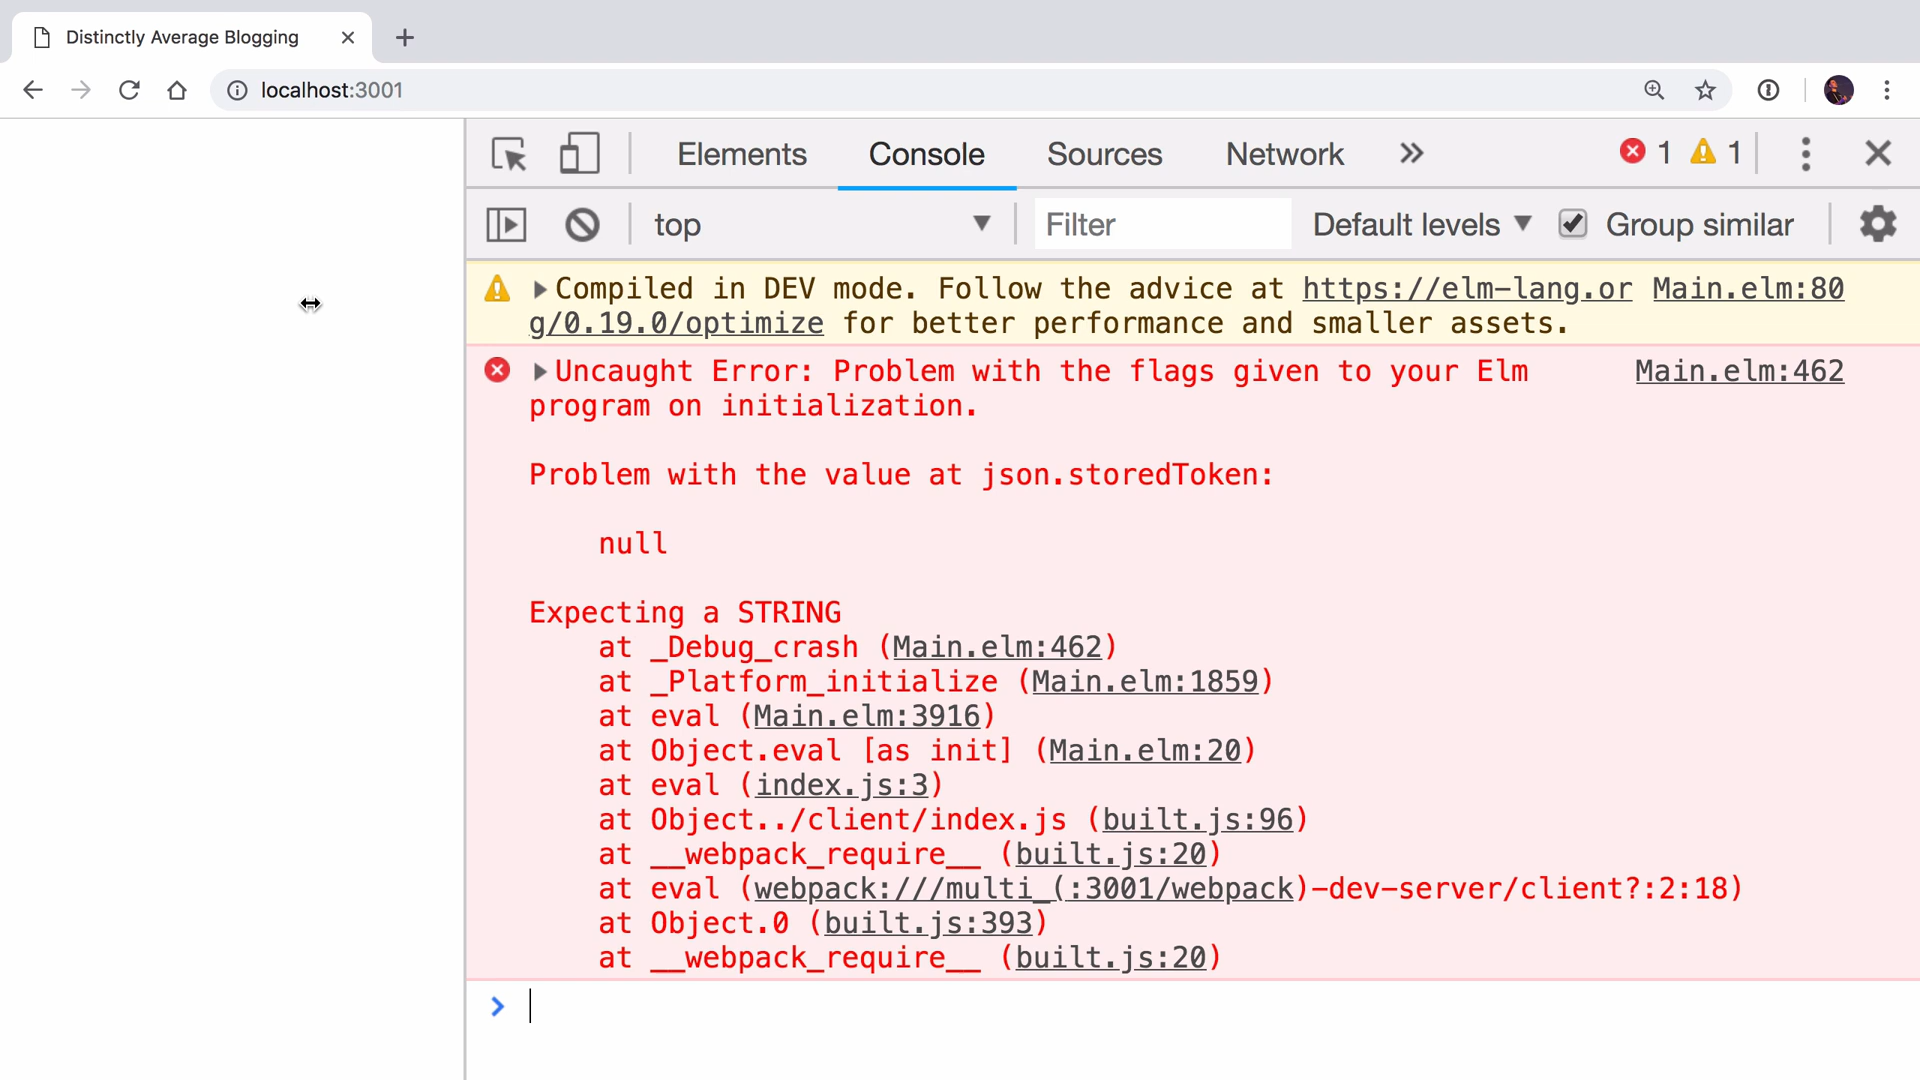 Distinctly Average Blogging
localhost:3001
Elements Console Sources Network 1 1
top Filter Default levels Group similar
Compiled in DEV mode. Follow the advice at https://elm-lang.or Main.elm:80
g/0.19.0/optimize for better performance and smaller assets.
Uncaught Error: Problem with the flags given to your Elm Main.elm:462
program on initialization.
Problem with the value at json.storedToken:
null
Expecting a STRING
at _Debug_crash (Main.elm:462)
at _Platform_initialize (Main.elm:1859)
at eval (Main.elm:3916)
at Object.eval [as init] (Main.elm:20)
at eval (index.js:3)
at Object../client/index.js (built.js:96)
at __webpack_require__ (built.js:20)
at eval (webpack:///multi_(:3001/webpack)-dev-server/client?:2:18)
at Object.0 (built.js:393)
at __webpack_require__ (built.js:20)